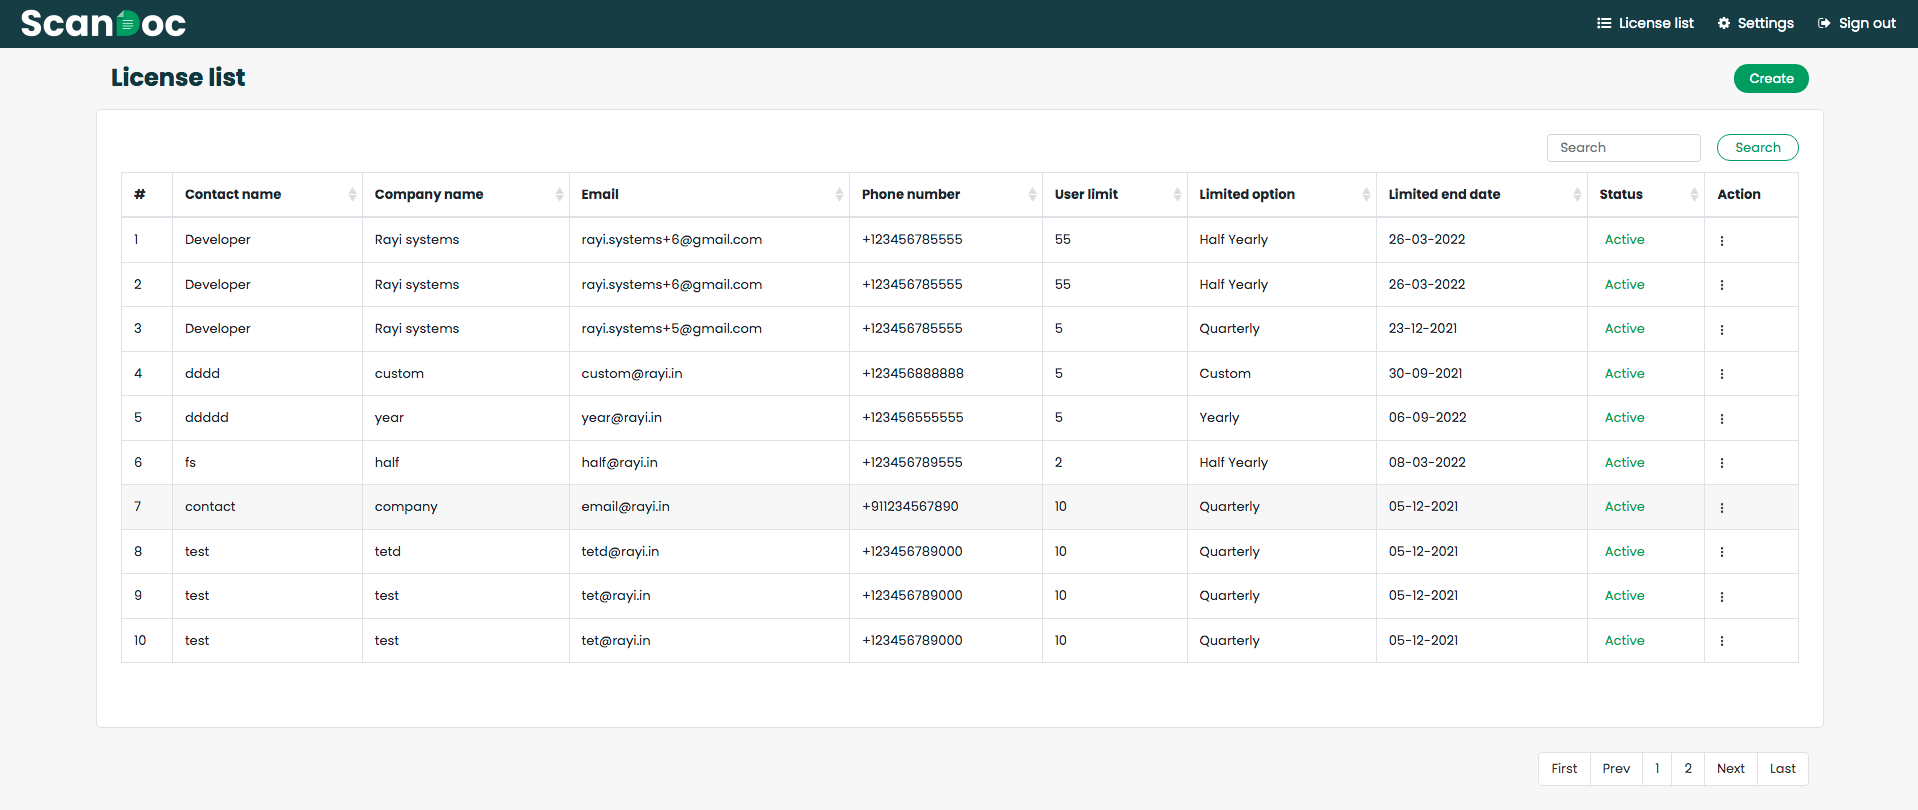 ScanDoc License list Settings Sign out
License list Create
Search Search
# Contact name Company name Email Phone number User limit Limited option Limited end date Status Action
1 Developer Rayi systems rayi.systems+6@gmail.com +123456785555 55 Half Yearly 26-03-2022 Active
2 Developer Rayi systems rayi.systems+6@gmail.com +123456785555 55 Half Yearly 26-03-2022 Active
3 Developer Rayi systems rayi.systems+5@gmail.com +123456785555 5 Quarterly 23-12-2021 Active
4 dddd custom custom@rayi.in +123456888888 5 Custom 30-09-2021 Active
5 ddddd year year@rayi.in +123456555555 5 Yearly 06-09-2022 Active
6 fs half half@rayi.in +123456789555 2 Half Yearly 08-03-2022 Active
7 contact company email@rayi.in +911234567890 10 Quarterly 05-12-2021 Active
8 test tetd tetd@rayi.in +123456789000 10 Quarterly 05-12-2021 Active
9 test test tet@rayi.in +123456789000 10 Quarterly 05-12-2021 Active
10 test test tet@rayi.in +123456789000 10 Quarterly 05-12-2021 Active
First Prev 1 2 Next Last